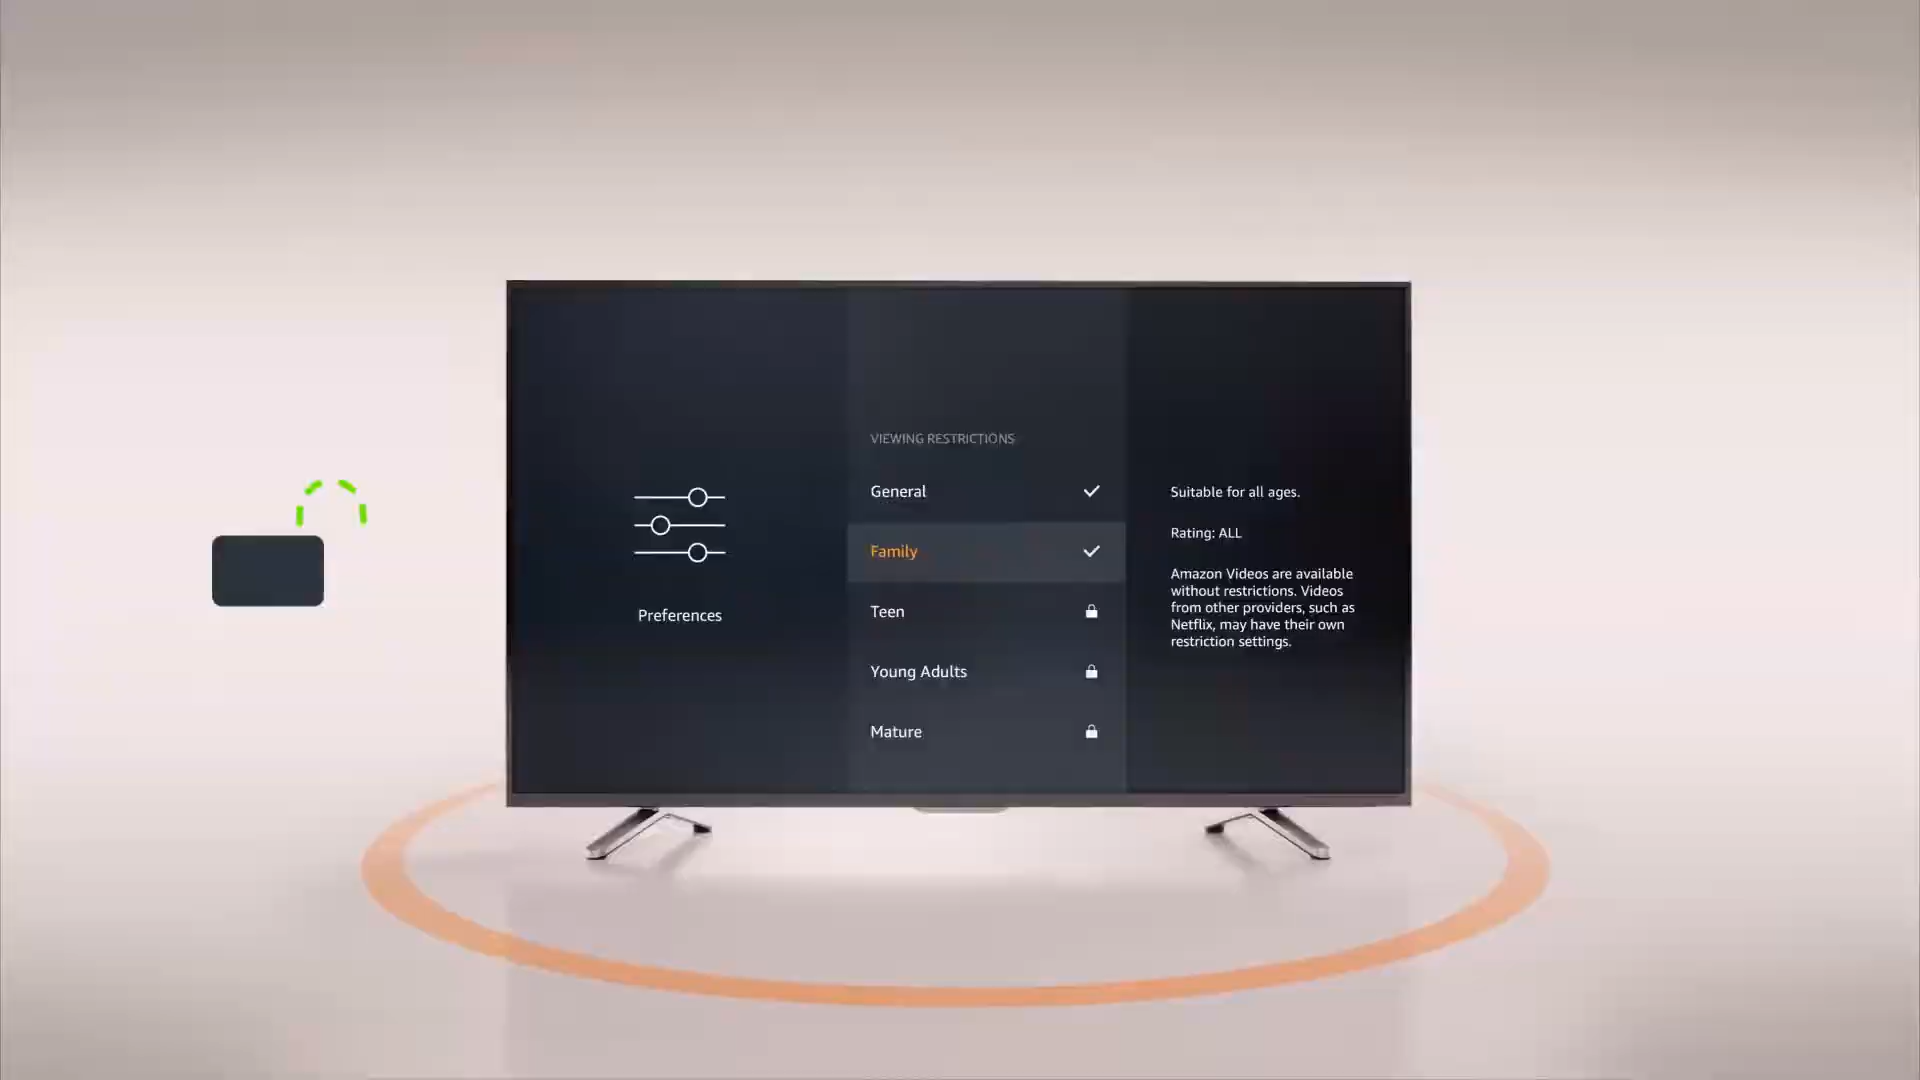 VIEWING RESTRICTIONS
General
Family
Teen
Young Adults
Mature
Preferences
Suitable for all ages.
Rating: ALL
Amazon Videos are available
without restrictions. Videos
from other providers, such as
Netflix, may have their own
restriction settings.